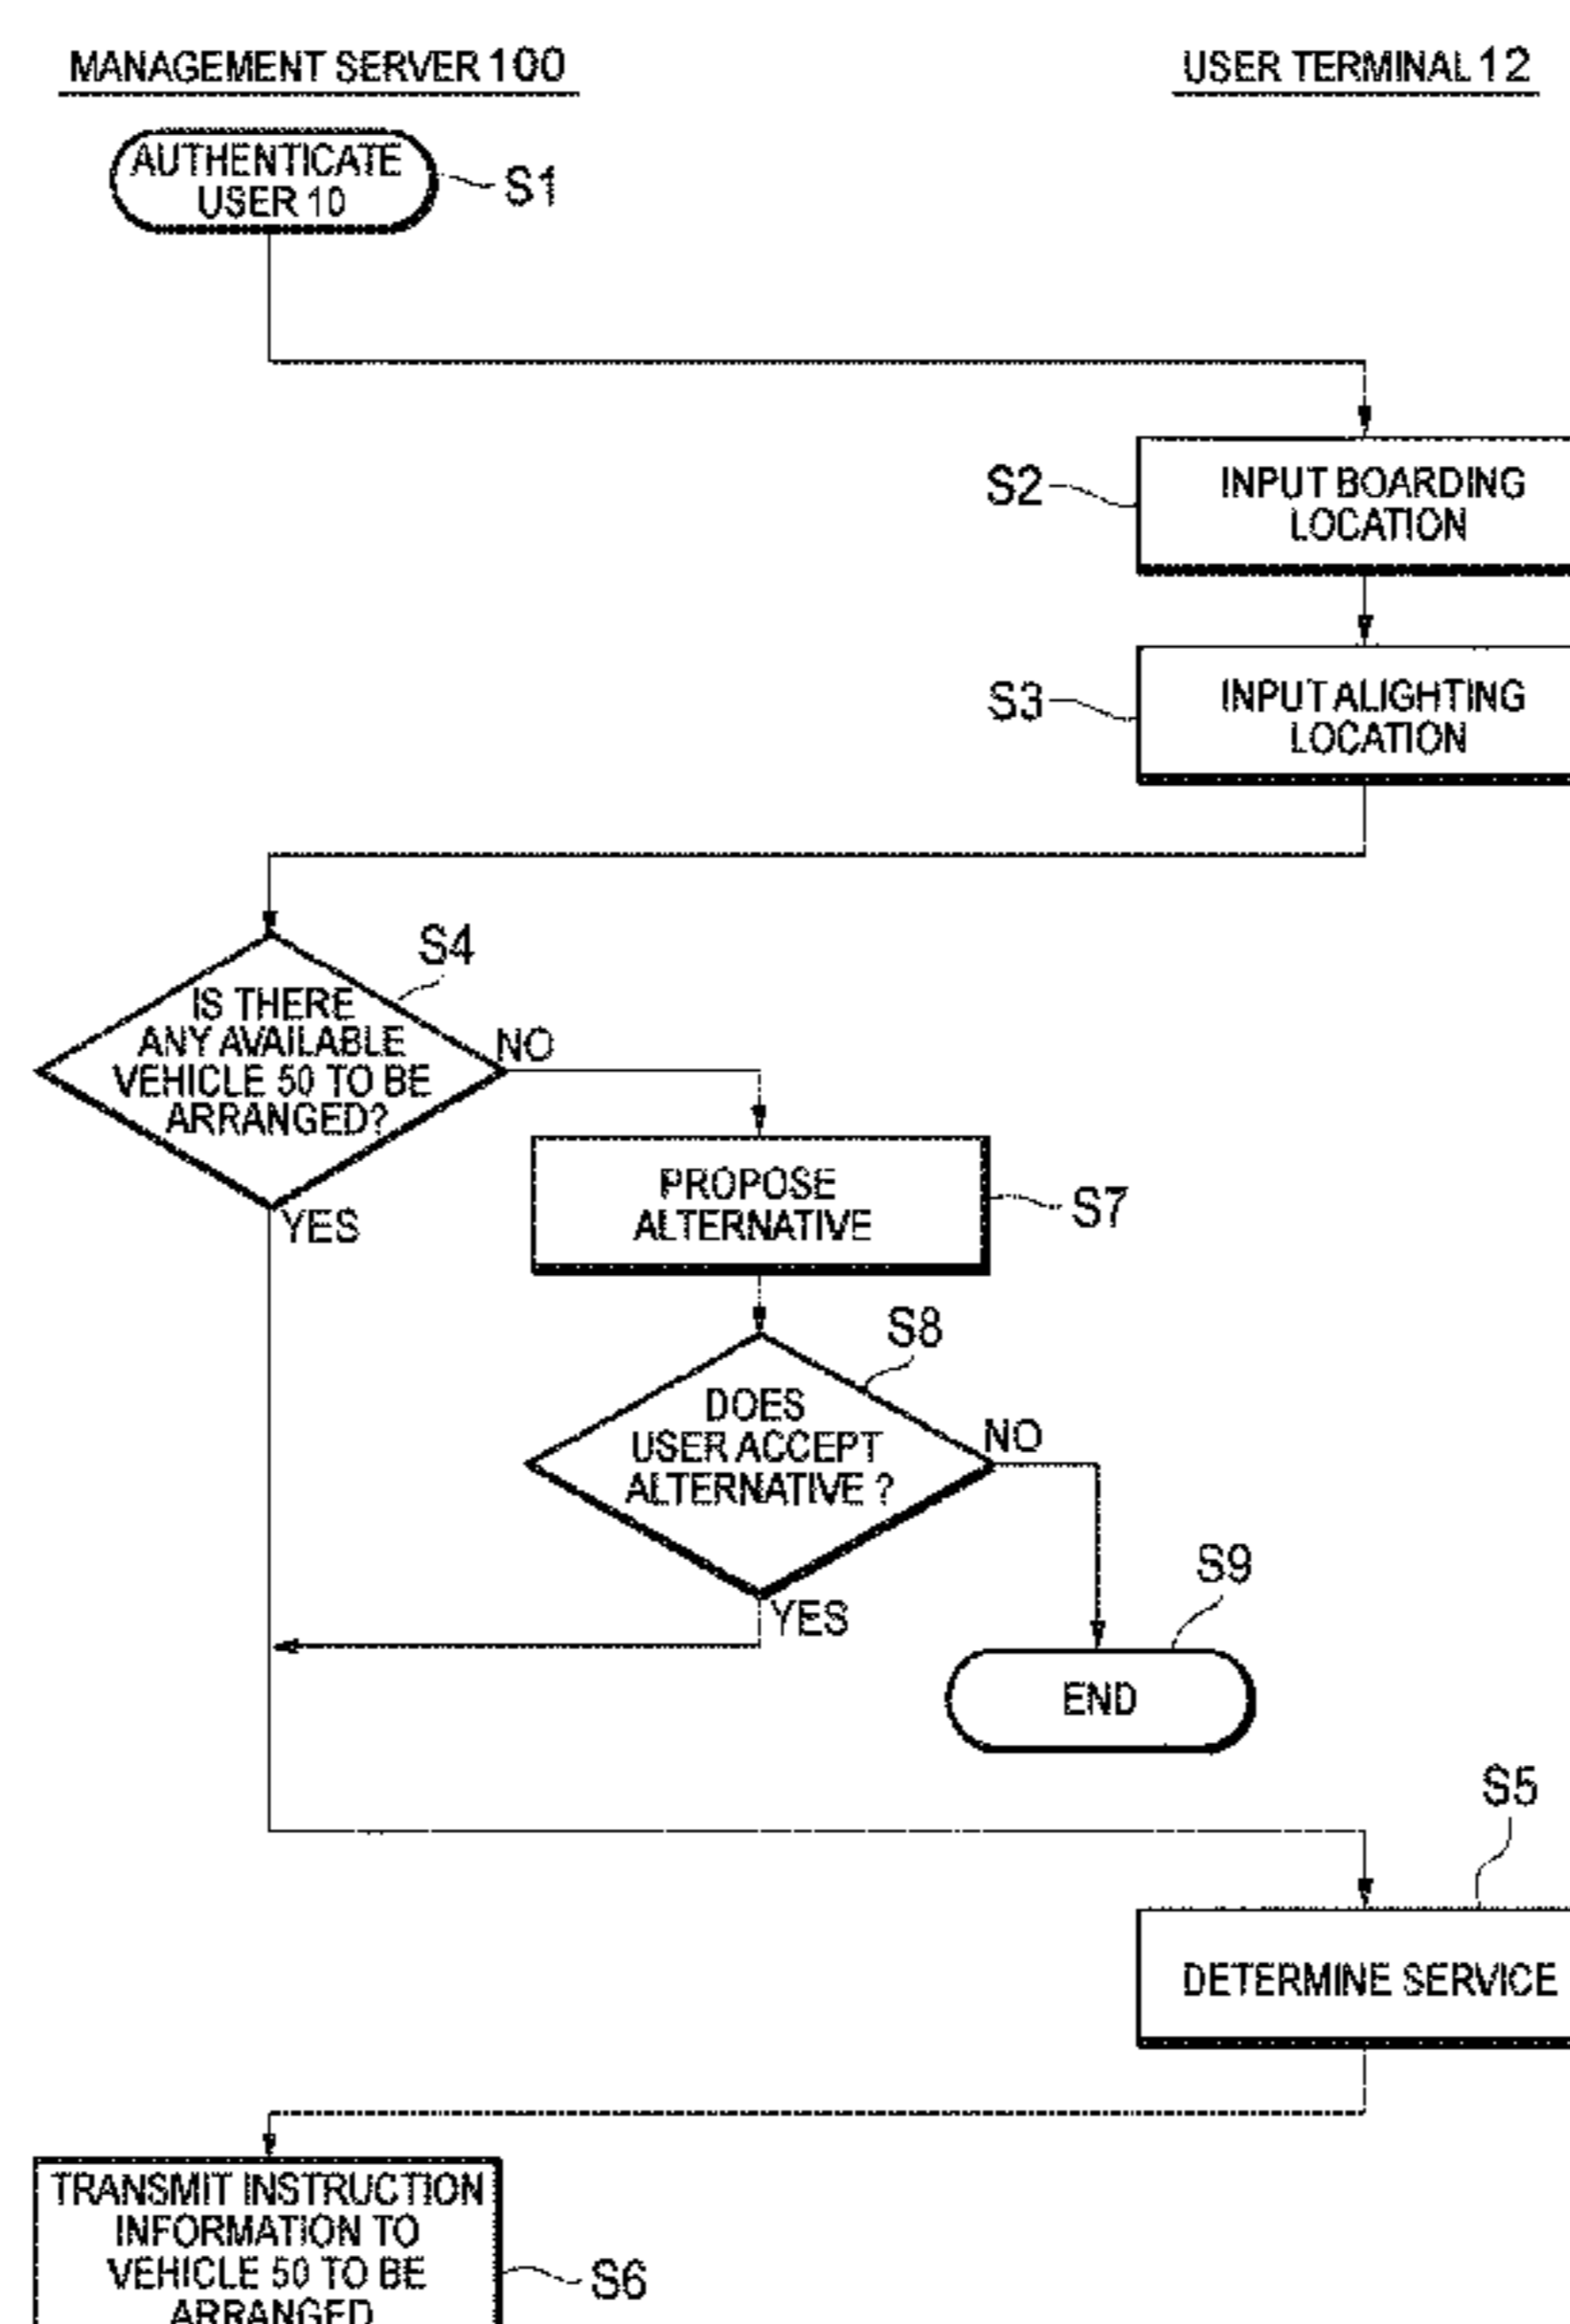 MANAGEMENT SERVER 100
USER TERMINAL 12
AUTHENTICATE
USER 10
S1
S2
INPUT BOARDING
LOCATION
S3
INPUT ALIGHTING
LOCATION
S4
IS THERE
ANY AVAILABLE
VEHICLE 50 TO BE
ARRANGED?
NO
YES
PROPOSE
ALTERNATIVE
S7
S8
DOES
USER ACCEPT
ALTERNATIVE ?
NO
YES
S9
END
S5
DETERMINE SERVICE
TRANSMIT INSTRUCTION
INFORMATION TO
VEHICLE 50 TO BE
ARRANGED
S6